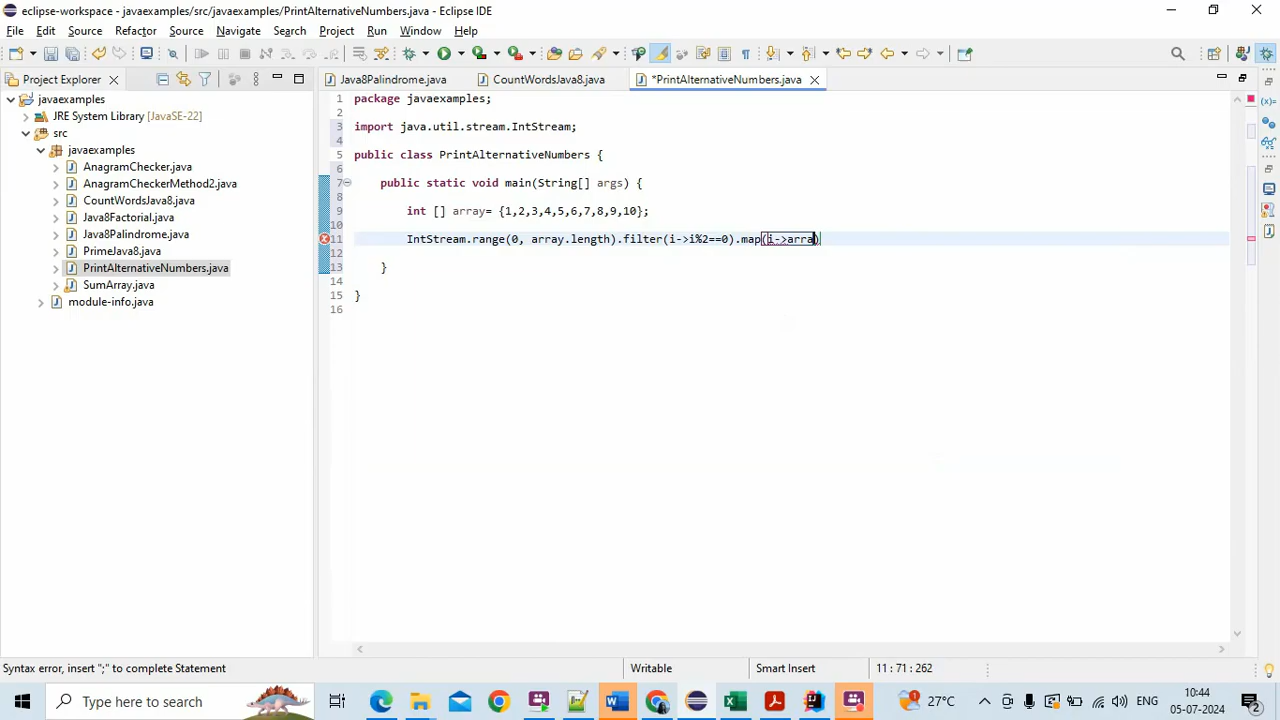 eclipse-workspace - javaexamples/src/javaexamples/PrintAlternativeNumbers.java - Eclipse IDE
File Edit Source Refactor Source Navigate Search Project Run Window Help
Project Explorer
Java8Palindrome.java CountWordsJava8.java *PrintAlternativeNumbers.java
javaexamples
JRE System Library [JavaSE-22]
src
javaexamples
AnagramChecker.java
AnagramCheckerMethod2.java
CountWordsJava8.java
Java8Factorial.java
Java8Palindrome.java
PrimeJava8.java
PrintAlternativeNumbers.java
SumArray.java
module-info.java
1 package javaexamples;
2
3 import java.util.stream.IntStream;
4
5 public class PrintAlternativeNumbers {
6
7 public static void main(String[] args) {
8
9 int [] array= {1,2,3,4,5,6,7,8,9,10};
10
11 IntStream.range(0, array.length).filter(i->i%2==0).map(i->arra)
12
13 }
14
15 }
16
Syntax error, insert ";" to complete Statement Writable Smart Insert 11 : 71 : 262
Type here to search 27°C ENG 10:44
05-07-2024 2